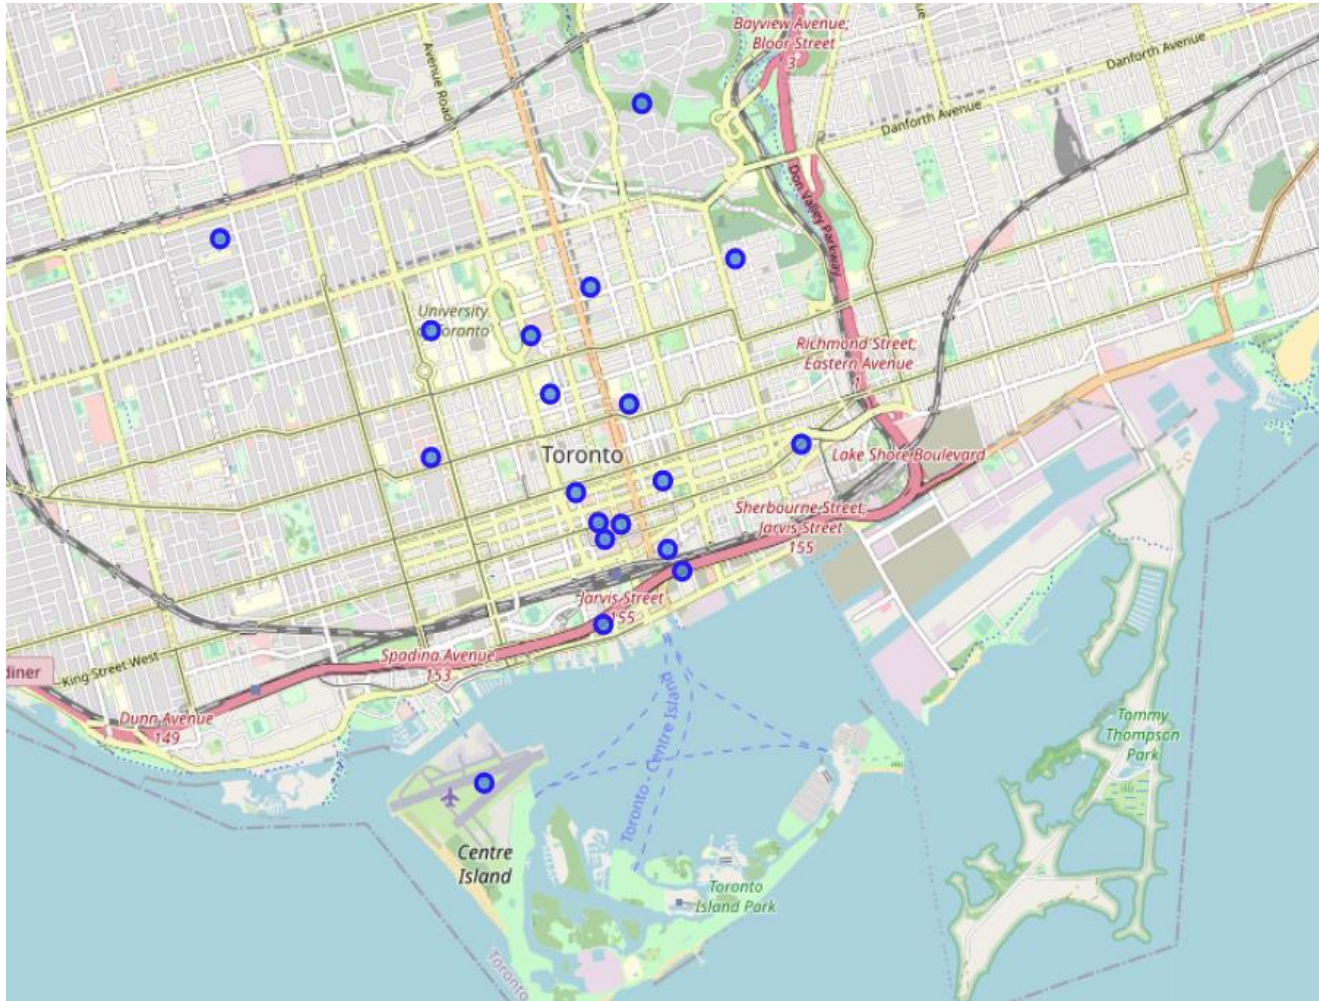 Bayview Avenue;
Bloor Street
3
Danforth Avenue
Avenue Road
Danforth Avenue
Don Valley Parkway
University
of Toronto
Richmond Street;
Eastern Avenue
1
Toronto
Lake Shore Boulevard
Sherbourne Street,
Jarvis Street
155
Jarvis Street
155
Spadina Avenue
153
King Street West
diner
Dunn Avenue
149
Toronto Centre Island
Tommy
Thompson
Park
Centre
Island
Toronto
Island Park
Toronto